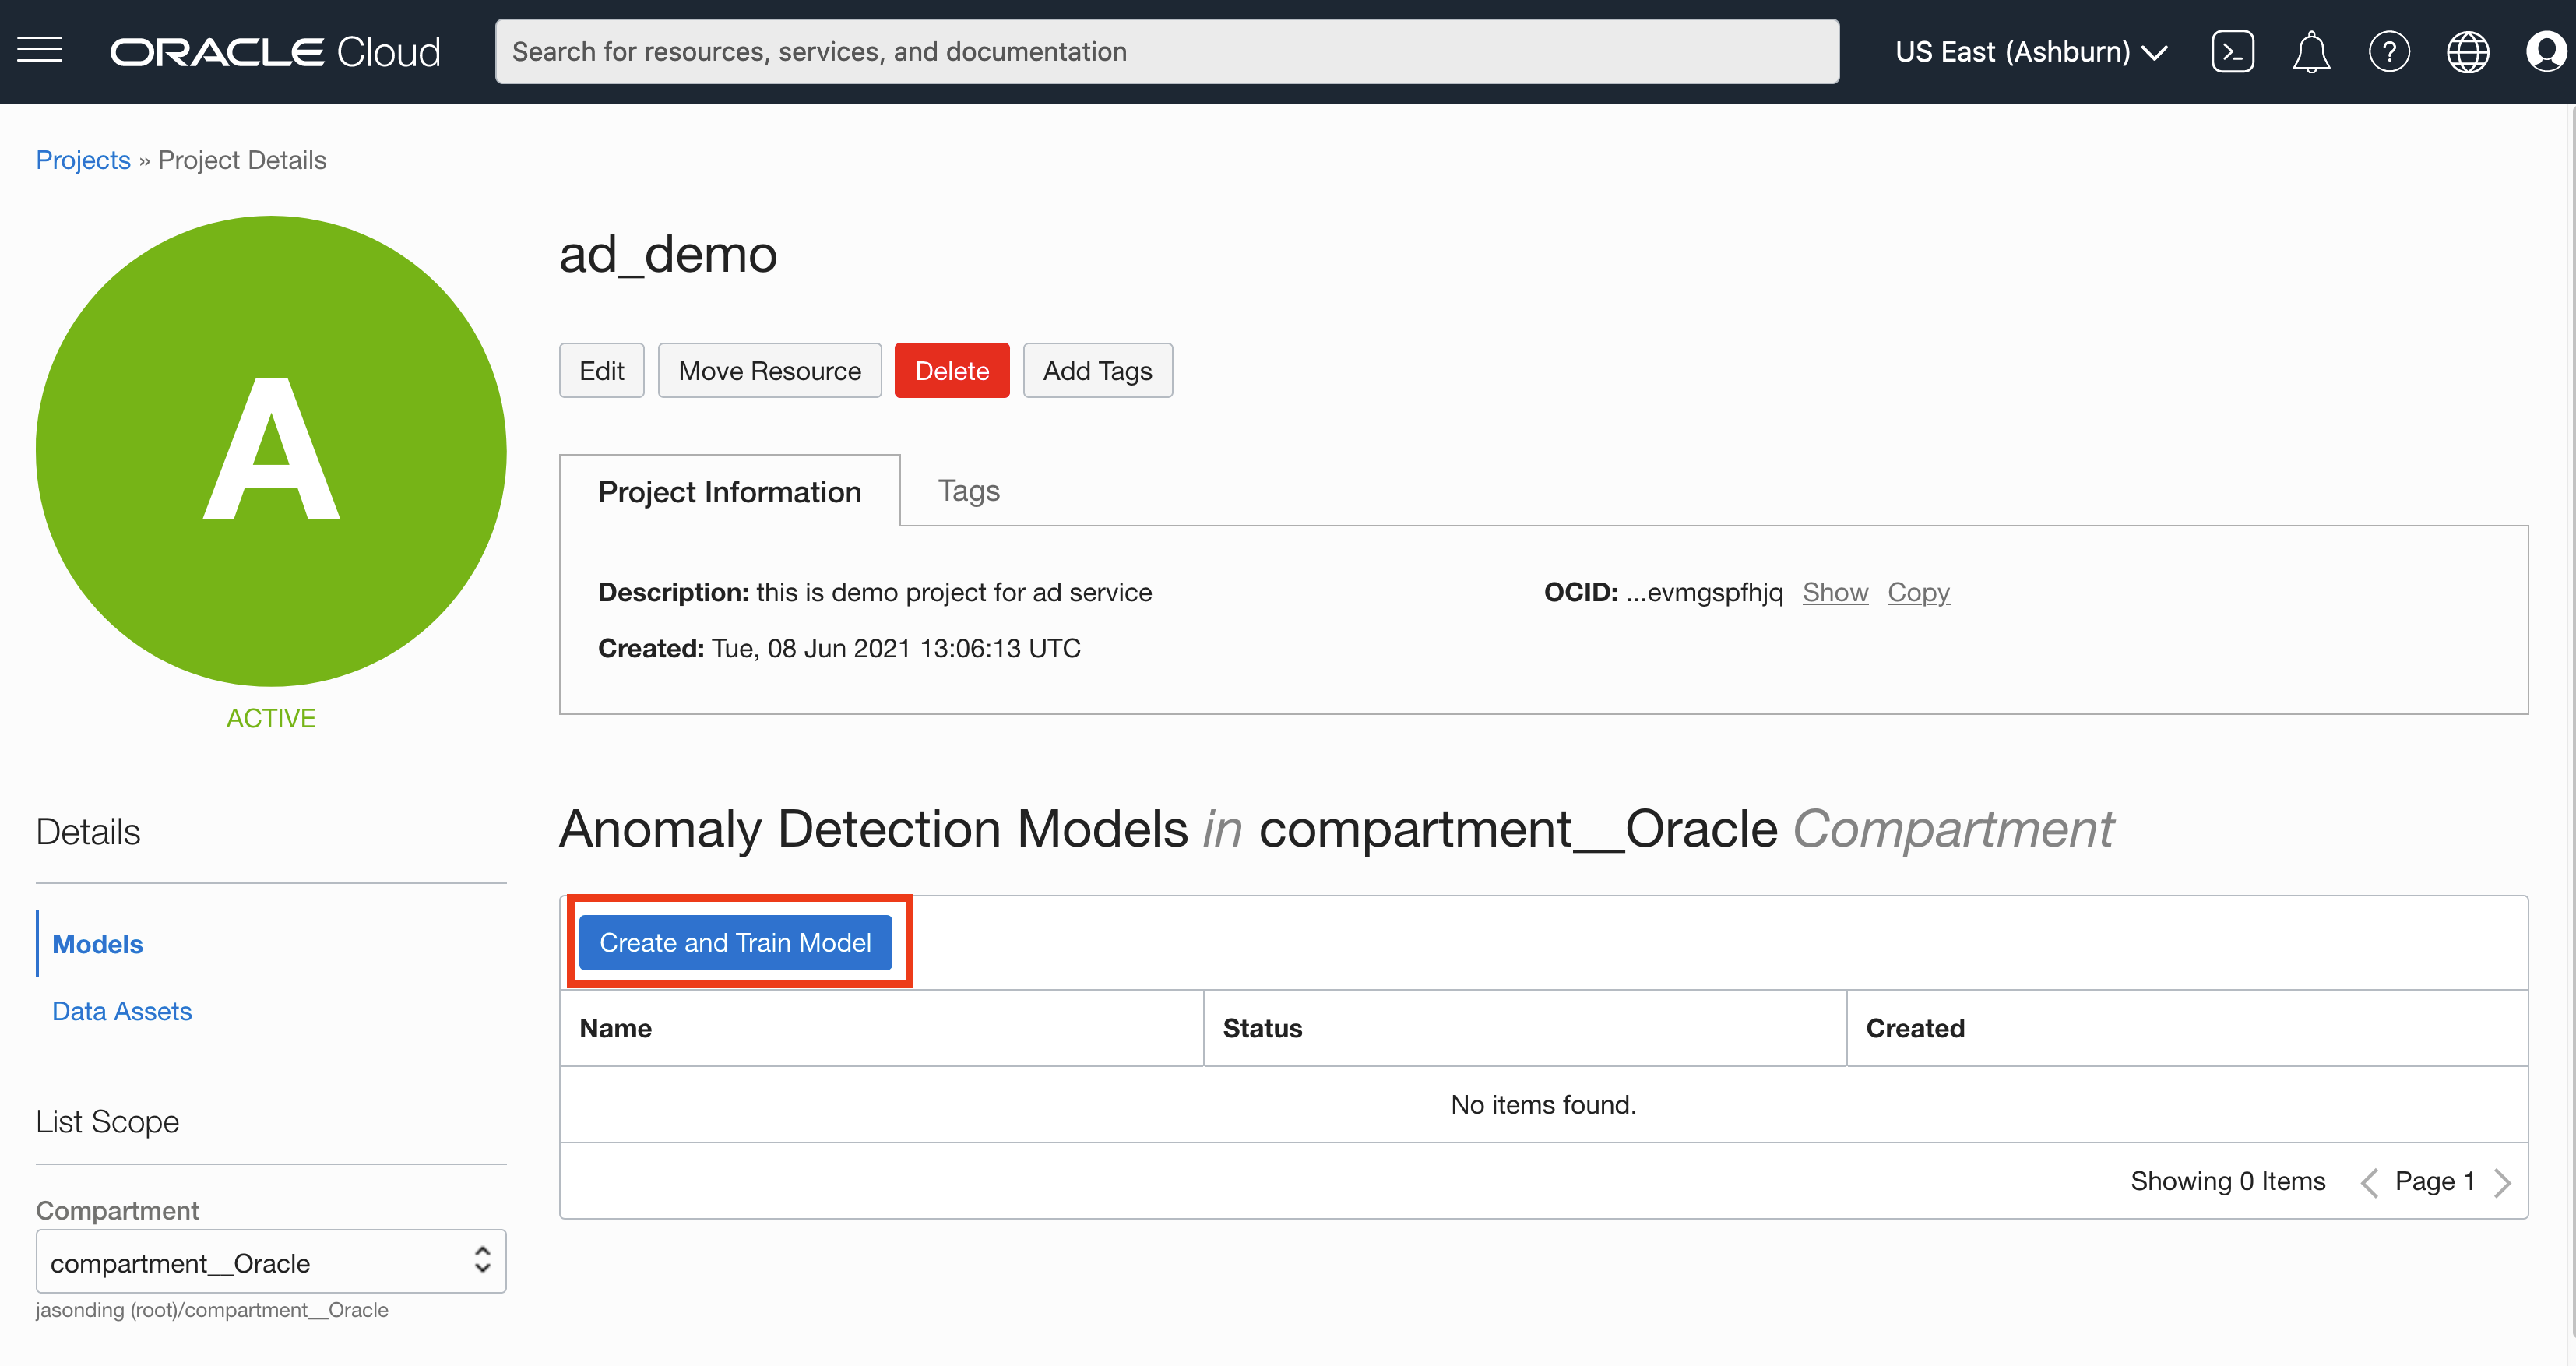 ORACLE Cloud
Search for resources, services, and documentation
US East (Ashburn)
Projects » Project Details
A
ACTIVE
ad_demo
Edit
Move Resource
Delete
Add Tags
Project Information
Tags
Description: this is demo project for ad service
OCID: ...evmgspfhjq Show Copy
Created: Tue, 08 Jun 2021 13:06:13 UTC
Details
Models
Data Assets
List Scope
Compartment
compartment__Oracle
jasonding (root)/compartment__Oracle
Anomaly Detection Models in compartment__Oracle Compartment
Create and Train Model
Name
Status
Created
No items found.
Showing 0 Items
Page 1